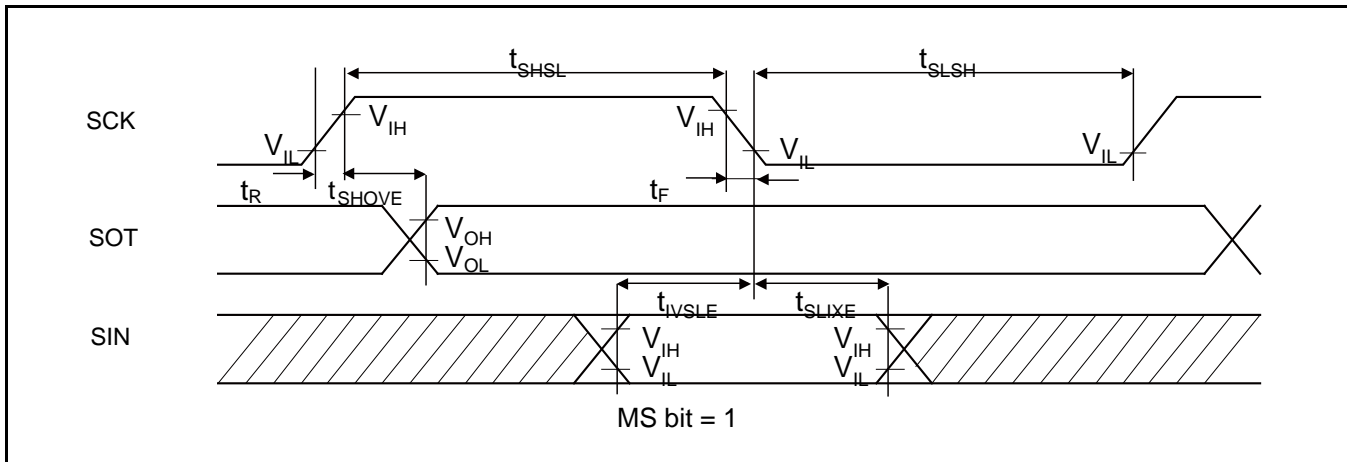 tSHSL
tSLSH
SCK
VIH
VIH
VIL
VIL
VIL
tR
tSHOVE
tF
SOT
VOH
VOL
tIVSLE
tSLIXE
SIN
VIH
VIH
VIL
VIL
MS bit = 1